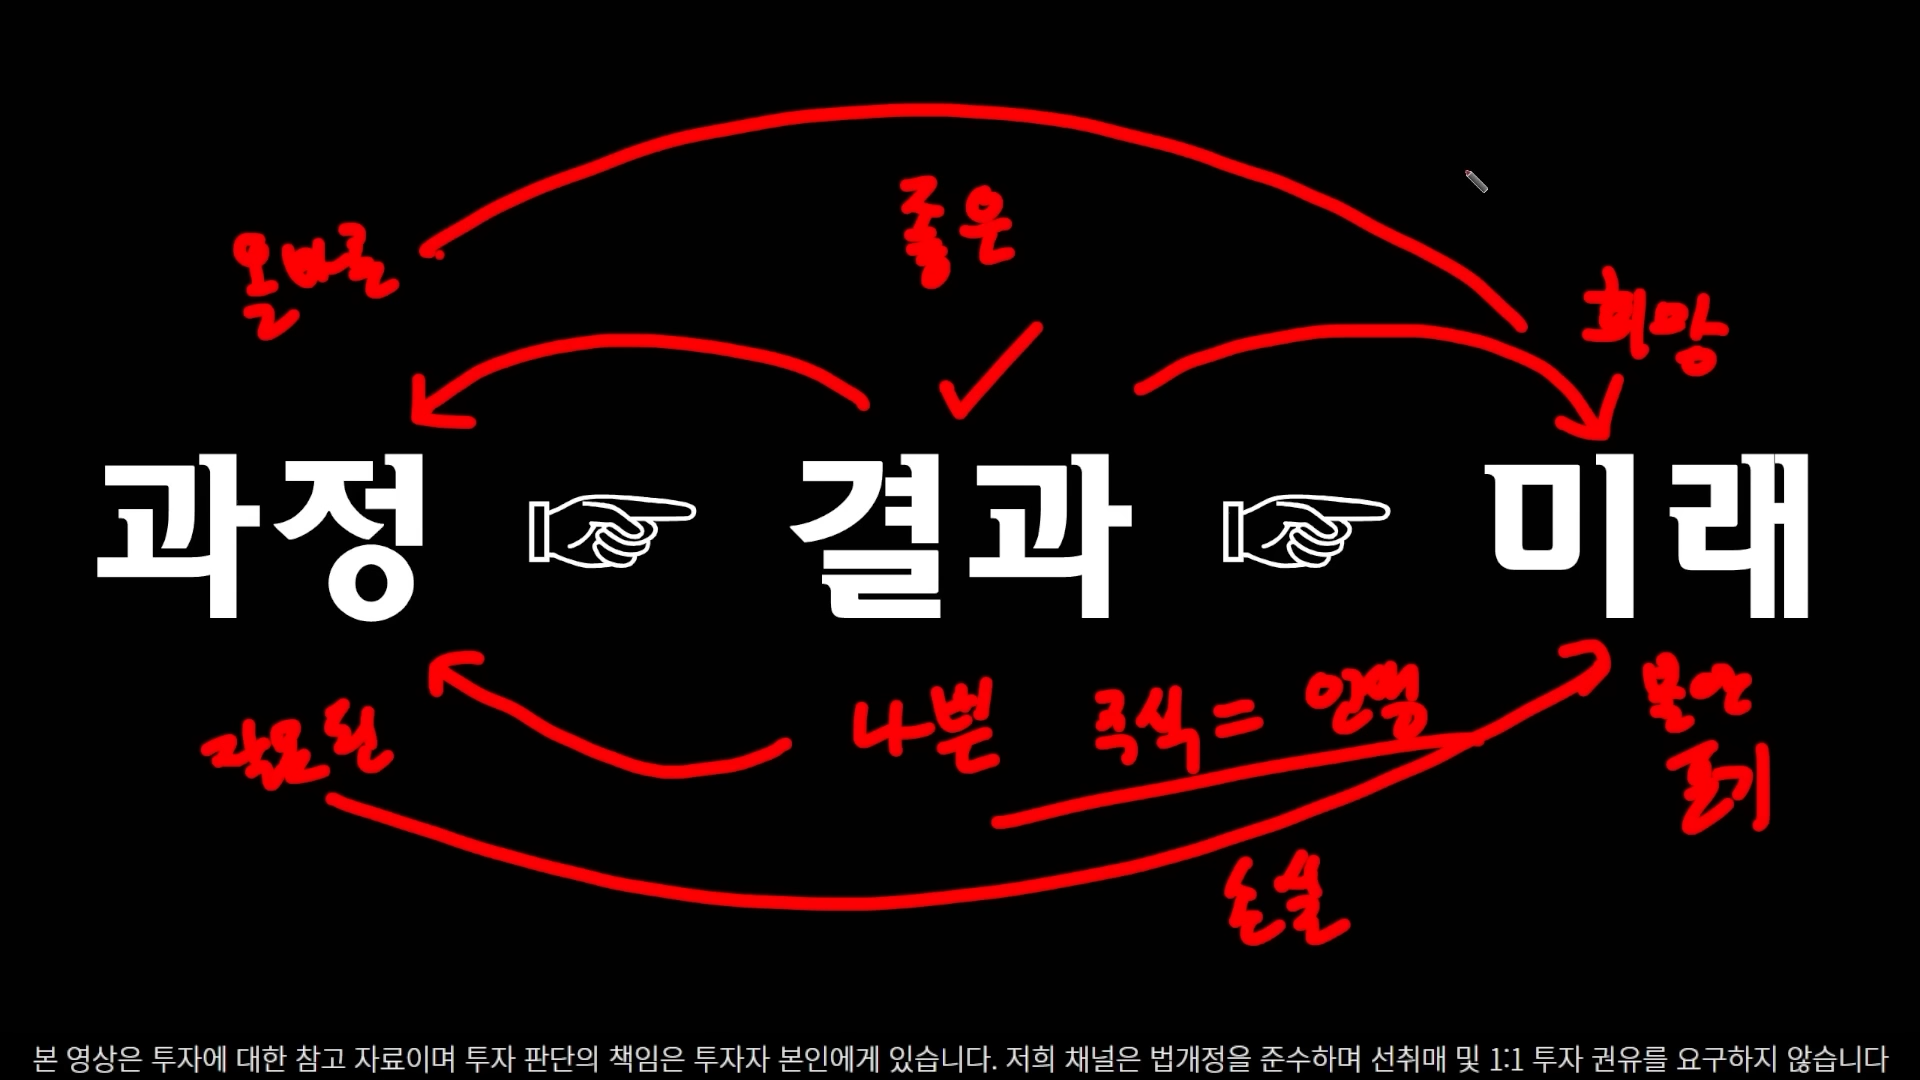 좋은
올바른
희망
과정 ☞ 결과 ☞ 미래
잘못된
나쁜 주식=인생
불안
포기
손실
본 영상은 투자에 대한 참고 자료이며 투자 판단의 책임은 투자자 본인에게 있습니다. 저희 채널은 법개정을 준수하며 선취매 및 1:1 투자 권유를 요구하지 않습니다